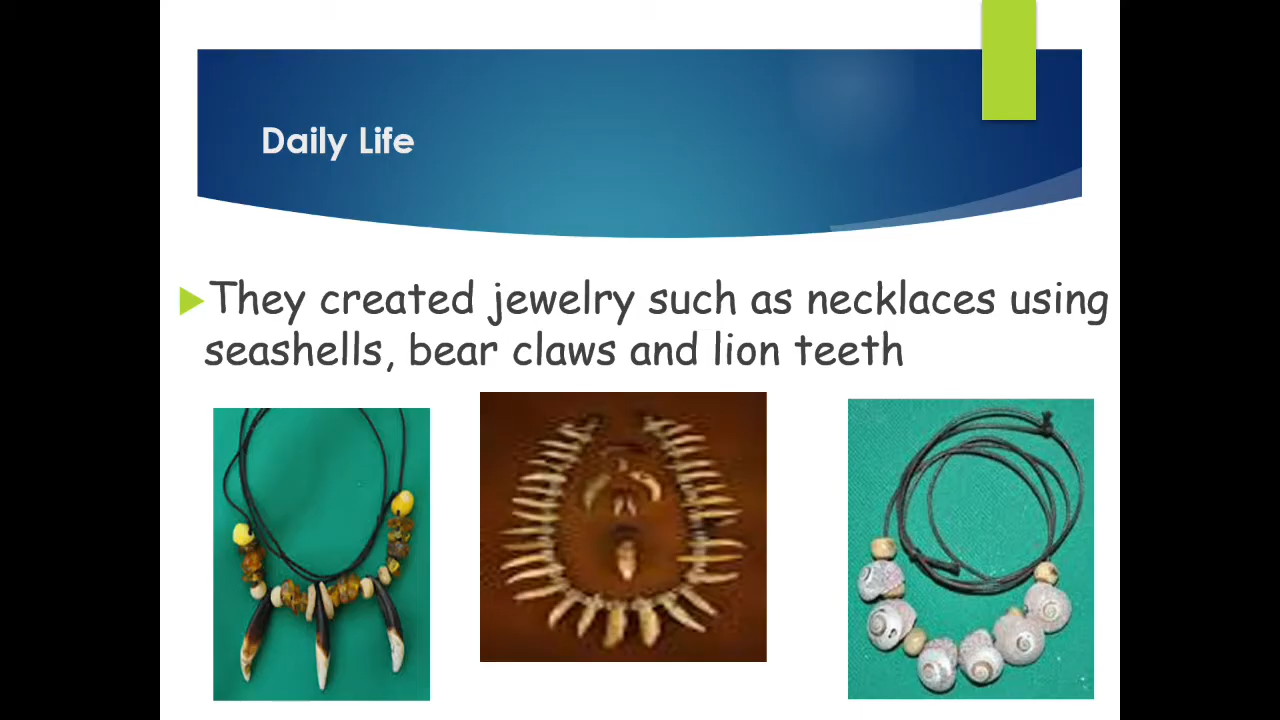 Daily Life
They created jewelry such as necklaces using
seashells, bear claws and lion teeth